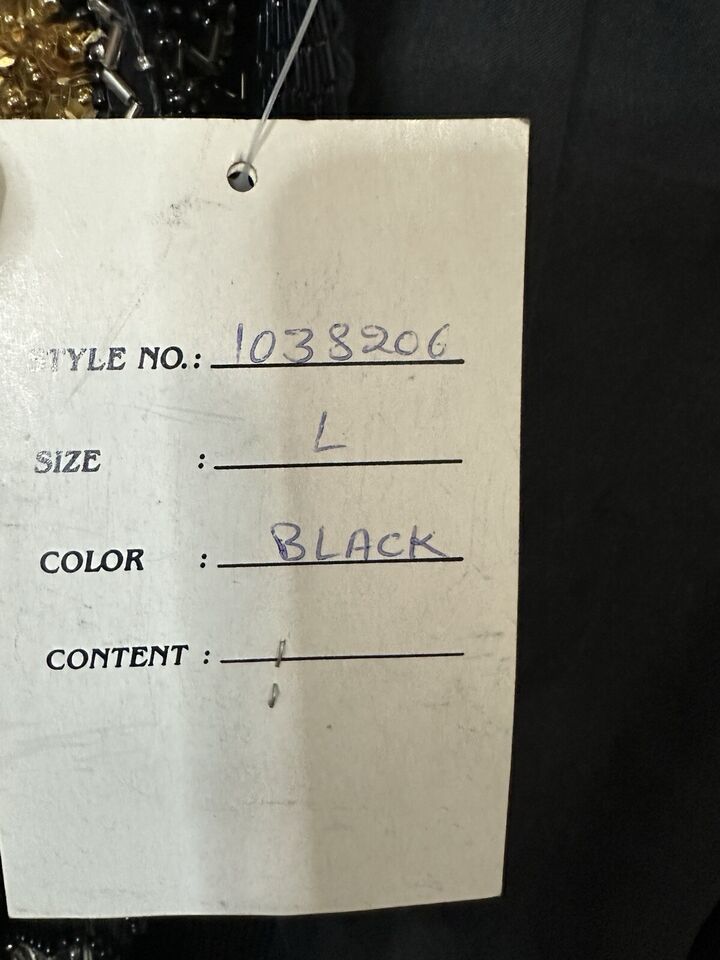 STYLE NO.: 1038206
SIZE : L
COLOR : BLACK
CONTENT :